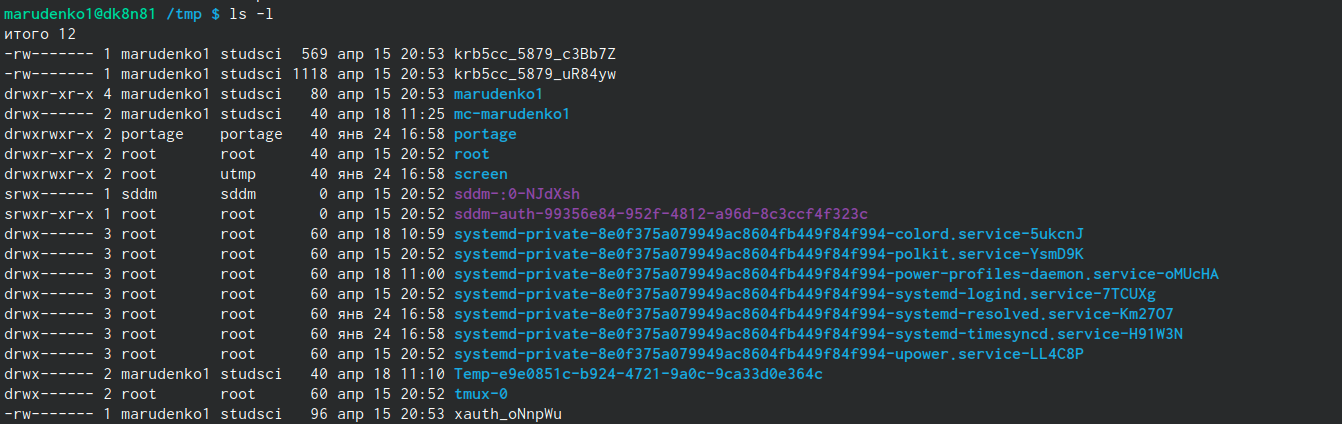 marudenko1@dk8n81 /tmp $ ls -l
итого 12
-rw------- 1 marudenko1 studsci  569 апр 15 20:53 krb5cc_5879_c3Bb7Z
-rw------- 1 marudenko1 studsci 1118 апр 15 20:53 krb5cc_5879_uR84yw
drwxr-xr-x 4 marudenko1 studsci   80 апр 15 20:53 marudenko1
drwx------ 2 marudenko1 studsci   40 апр 18 11:25 mc-marudenko1
drwxrwxr-x 2 portage    portage   40 янв 24 16:58 portage
drwxr-xr-x 2 root       root      40 апр 15 20:52 root
drwxrwxr-x 2 root       utmp      40 янв 24 16:58 screen
srwx------ 1 sddm       sddm       0 апр 15 20:52 sddm-:0-NJdXsh
srwxr-xr-x 1 root       root       0 апр 15 20:52 sddm-auth-99356e84-952f-4812-a96d-8c3ccf4f323c
drwx------ 3 root       root      60 апр 18 10:59 systemd-private-8e0f375a079949ac8604fb449f84f994-colord.service-5ukcnJ
drwx------ 3 root       root      60 апр 15 20:52 systemd-private-8e0f375a079949ac8604fb449f84f994-polkit.service-YsmD9K
drwx------ 3 root       root      60 апр 18 11:00 systemd-private-8e0f375a079949ac8604fb449f84f994-power-profiles-daemon.service-oMUcHA
drwx------ 3 root       root      60 апр 15 20:52 systemd-private-8e0f375a079949ac8604fb449f84f994-systemd-logind.service-7TCUXg
drwx------ 3 root       root      60 янв 24 16:58 systemd-private-8e0f375a079949ac8604fb449f84f994-systemd-resolved.service-Km27O7
drwx------ 3 root       root      60 янв 24 16:58 systemd-private-8e0f375a079949ac8604fb449f84f994-systemd-timesyncd.service-H91W3N
drwx------ 3 root       root      60 апр 15 20:52 systemd-private-8e0f375a079949ac8604fb449f84f994-upower.service-LL4C8P
drwx------ 2 marudenko1 studsci   40 апр 18 11:10 Temp-e9e0851c-b924-4721-9a0c-9ca33d0e364c
drwx------ 2 root       root      60 апр 15 20:52 tmux-0
-rw------- 1 marudenko1 studsci   96 апр 15 20:53 xauth_oNnpWu